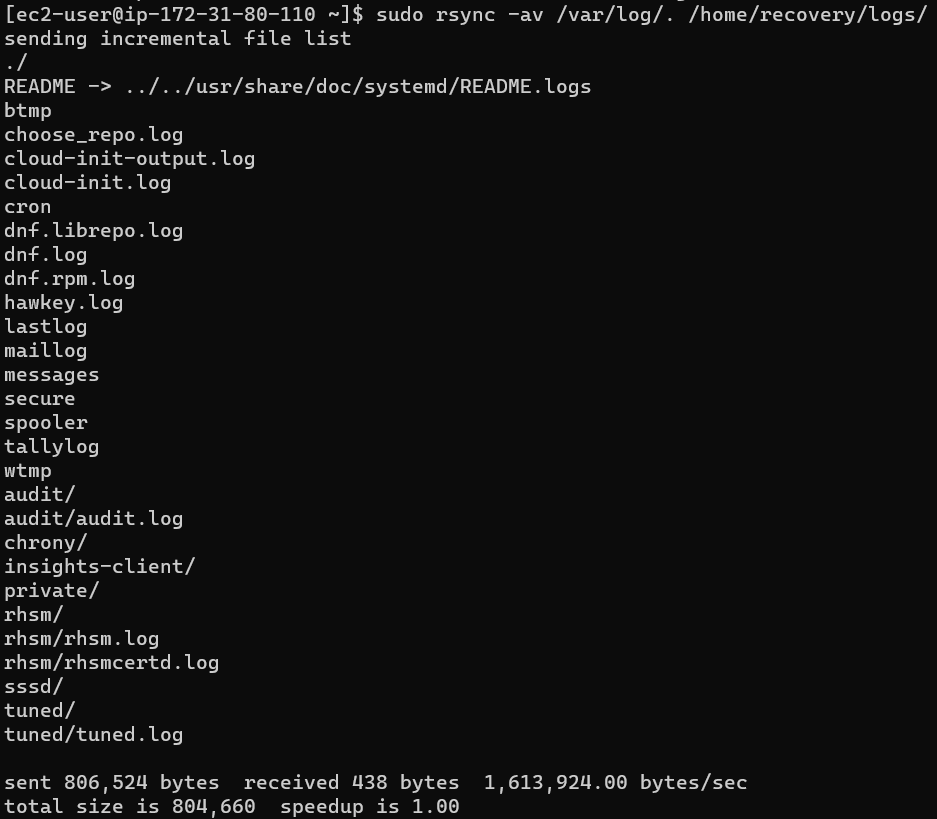 [ec2-user@ip-172-31-80-110 ~]$ sudo rsync -av /var/log/. /home/recovery/logs/
sending incremental file list
./
README -> ../../usr/share/doc/systemd/README.logs
btmp
choose_repo.log
cloud-init-output.log
cloud-init.log
cron
dnf.librepo.log
dnf.log
dnf.rpm.log
hawkey.log
lastlog
maillog
messages
secure
spooler
tallylog
wtmp
audit/
audit/audit.log
chrony/
insights-client/
private/
rhsm/
rhsm/rhsm.log
rhsm/rhsmcertd.log
sssd/
tuned/
tuned/tuned.log

sent 806,524 bytes  received 438 bytes  1,613,924.00 bytes/sec
total size is 804,660  speedup is 1.00